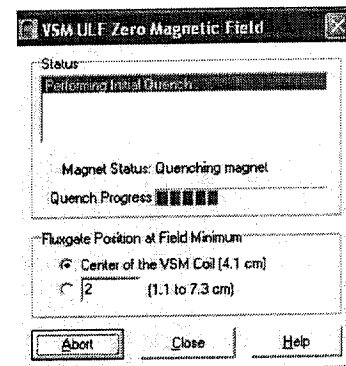 VSM ULF Zero Magnetic Field
Status
Performing Initial Quench
Magnet Status: Quenching magnet
Quench Progress
Fluxgate Position at Field Minimum
Center of the VSM Coil (4.1 cm)
2 (1.1 to 7.3 cm)
Abort Close Help